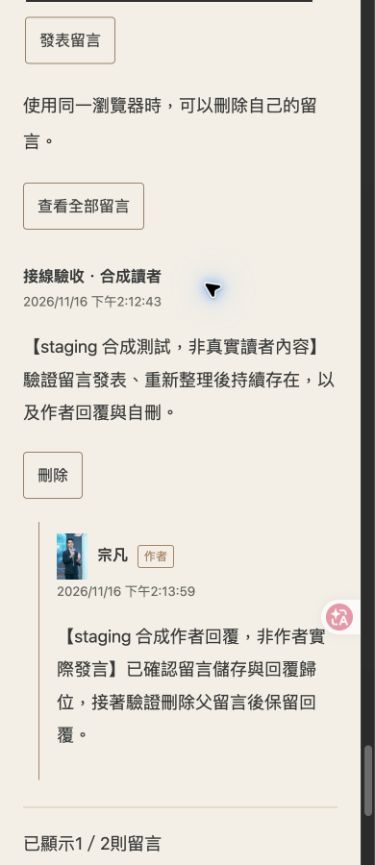 發表留言
使用同一瀏覽器時，可以刪除自己的留
言。
查看全部留言
接線驗收 · 合成讀者
2026/11/16 下午2:12:43
【staging 合成測試，非真實讀者內容】
驗證留言發表、重新整理後持續存在，以
及作者回覆與自刪。
刪除
宗凡 作者
2026/11/16 下午2:13:59
【staging 合成作者回覆，非作者實
際發言】已確認留言儲存與回覆歸
位，接著驗證刪除父留言後保留回
覆。
已顯示1 / 2則留言